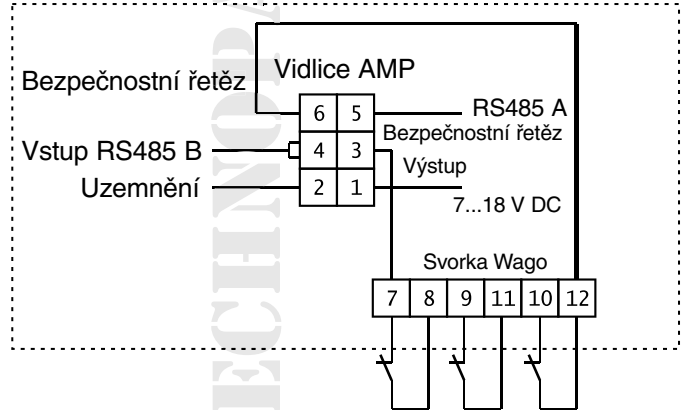 Vidlice AMP
Bezpečnostní řetěz
6 5
RS485 A
Bezpečnostní řetěz
Vstup RS485 B
4 3
Výstup
Uzemnění
2 1
7...18 V DC
Svorka Wago
7 8 9 11 10 12